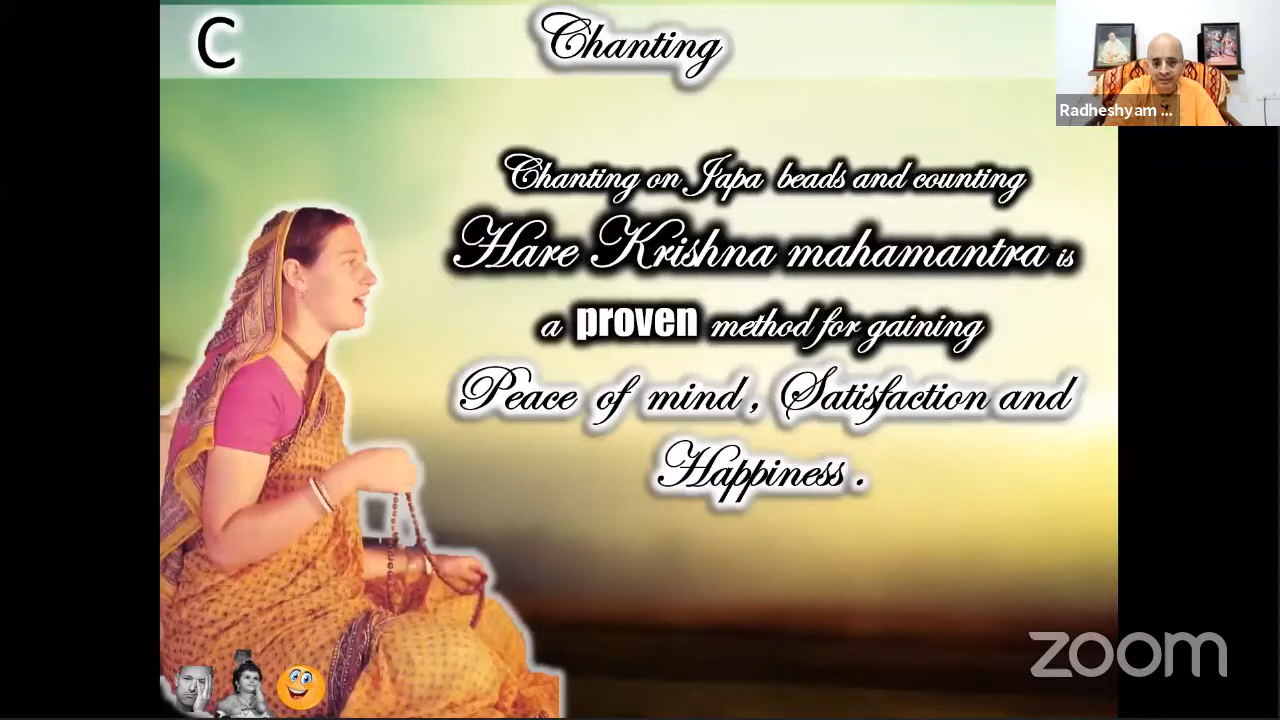 C
Chanting
Radheshyam ...
Chanting on Japa beads and counting
Hare Krishna mahamantra is
a proven method for gaining
Peace of mind , Satisfaction and
Happiness .
zoom